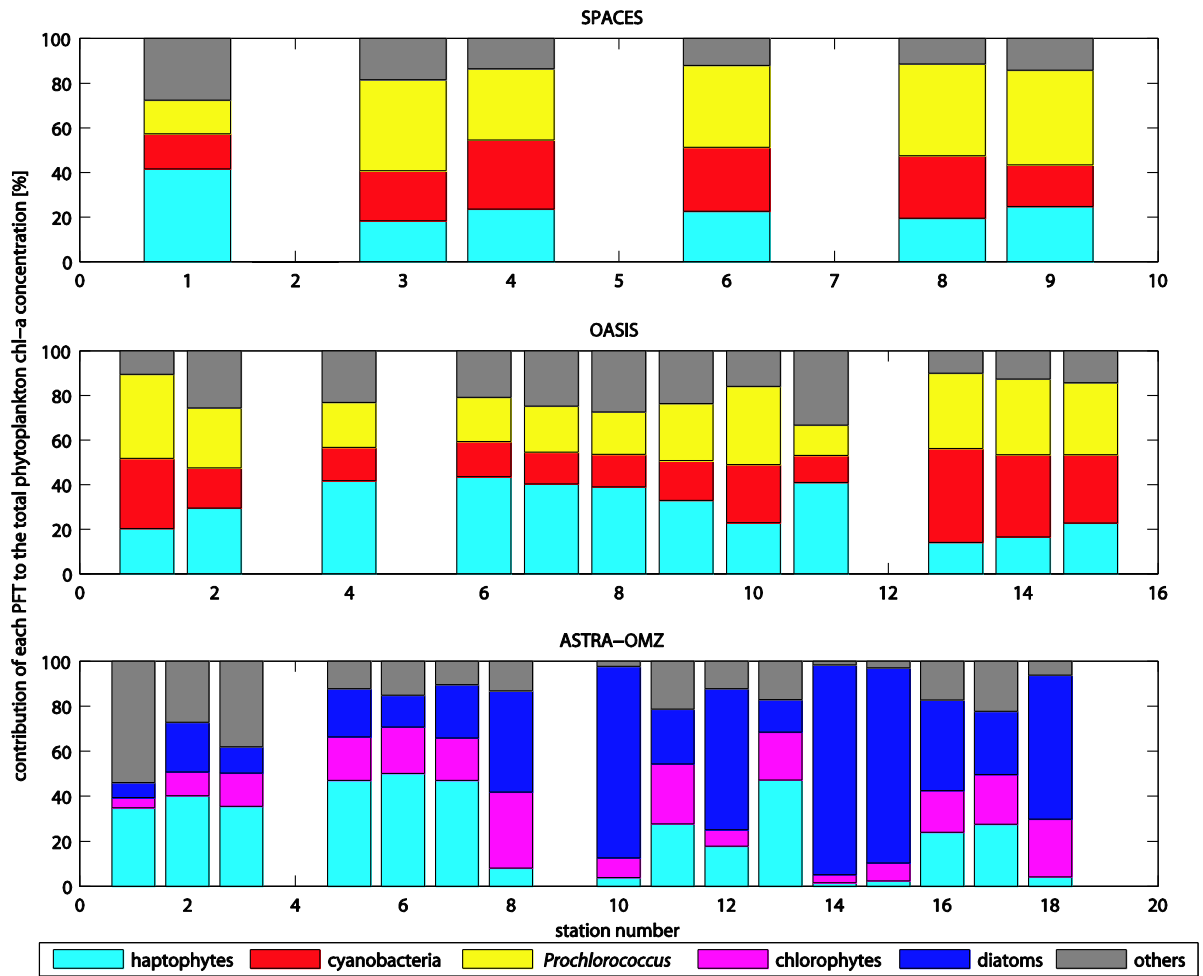 SPACES
100
80
60
40
20
0
0 1 2 3 4 5 6 7 8 9 10
OASIS
100
80
60
40
20
0
0 2 4 6 8 10 12 14 16
ASTRA−OMZ
100
80
60
40
20
0
0 2 4 6 8 10 12 14 16 18 20
station number
contribution of each PFT to the total phytoplankton chl−a concentration [%]
haptophytes cyanobacteria Prochlorococcus chlorophytes diatoms others